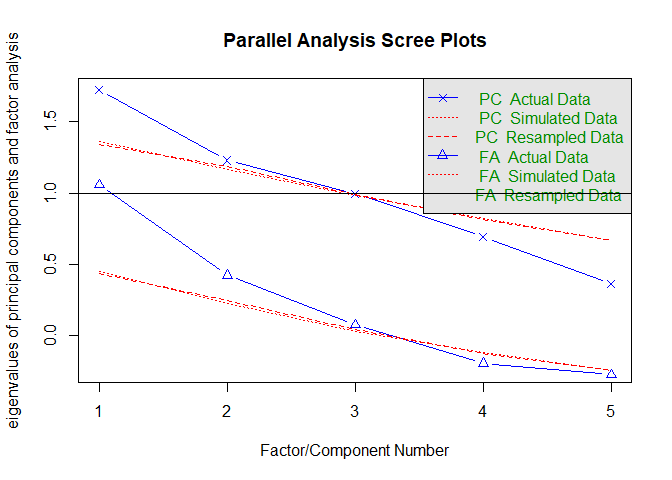 Parallel Analysis Scree Plots
eigenvalues of principal components and factor analysis
1.5
1.0
0.5
0.0
PC Actual Data
PC Simulated Data
PC Resampled Data
FA Actual Data
FA Simulated Data
FA Resampled Data
1 2 3 4 5
Factor/Component Number